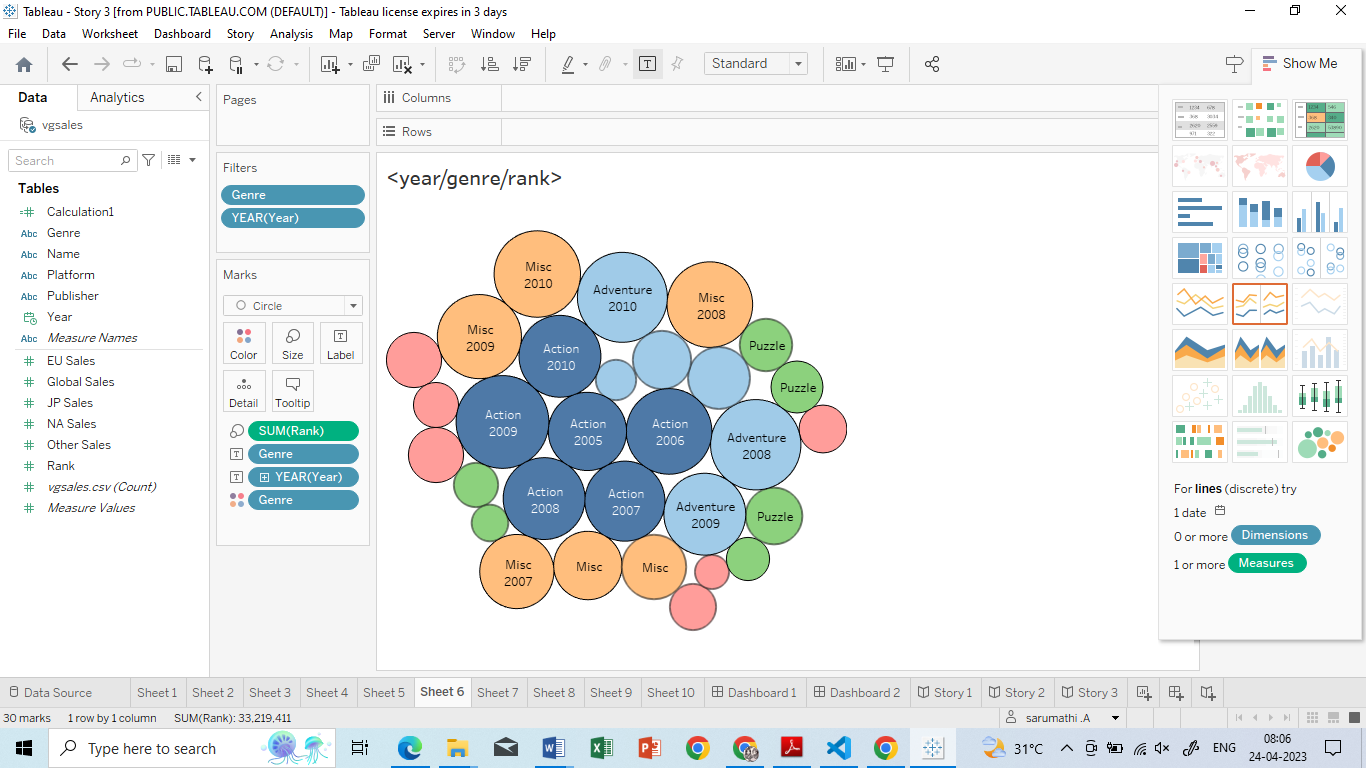 Tableau - Story 3 [from PUBLIC.TABLEAU.COM (DEFAULT)] - Tableau license expires in 3 days
File Data Worksheet Dashboard Story Analysis Map Format Server Window Help
Standard
Show Me
Data Analytics
vgsales
Search
Tables
Calculation1
Abc Genre
Abc Name
Abc Platform
Abc Publisher
Year
Abc Measure Names
EU Sales
Global Sales
JP Sales
NA Sales
Other Sales
Rank
vgsales.csv (Count)
Measure Values
Pages
Filters
Genre
YEAR(Year)
Marks
Circle
Color Size Label
Detail Tooltip
SUM(Rank)
Genre
YEAR(Year)
Genre
Columns
Rows
<year/genre/rank>
Misc
2010
Adventure
2010
Misc
2008
Misc
2009
Action
2010
Puzzle
Puzzle
Action
2009
Action
2005
Action
2006
Adventure
2008
Action
2008
Action
2007
Adventure
2009
Puzzle
Misc
2007
Misc
Misc
For lines (discrete) try
1 date
0 or more Dimensions
1 or more Measures
Data Source Sheet 1 Sheet 2 Sheet 3 Sheet 4 Sheet 5 Sheet 6 Sheet 7 Sheet 8 Sheet 9 Sheet 10 Dashboard 1 Dashboard 2 Story 1 Story 2 Story 3
30 marks 1 row by 1 column SUM(Rank): 33,219,411 sarumathi .A
Type here to search 31°C ENG 08:06
24-04-2023